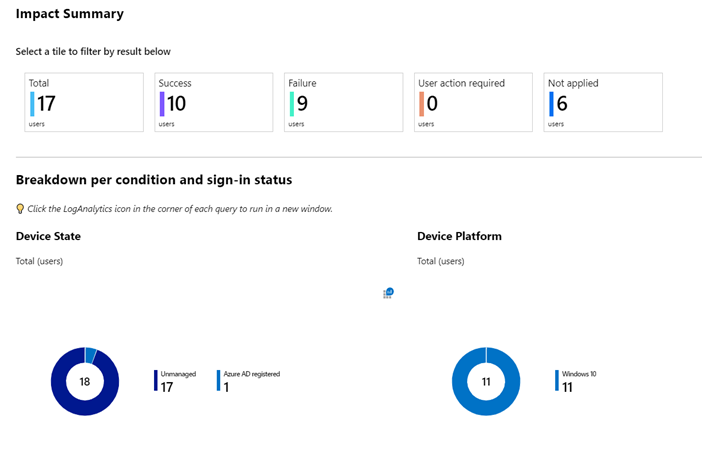 Impact Summary
Select a tile to filter by result below
Total
17
users
Success
10
users
Failure
9
users
User action required
0
users
Not applied
6
users
Breakdown per condition and sign-in status
Click the LogAnalytics icon in the corner of each query to run in a new window.
Device State
Total (users)
18
Unmanaged
17
Azure AD registered
1
Device Platform
Total (users)
11
Windows 10
11